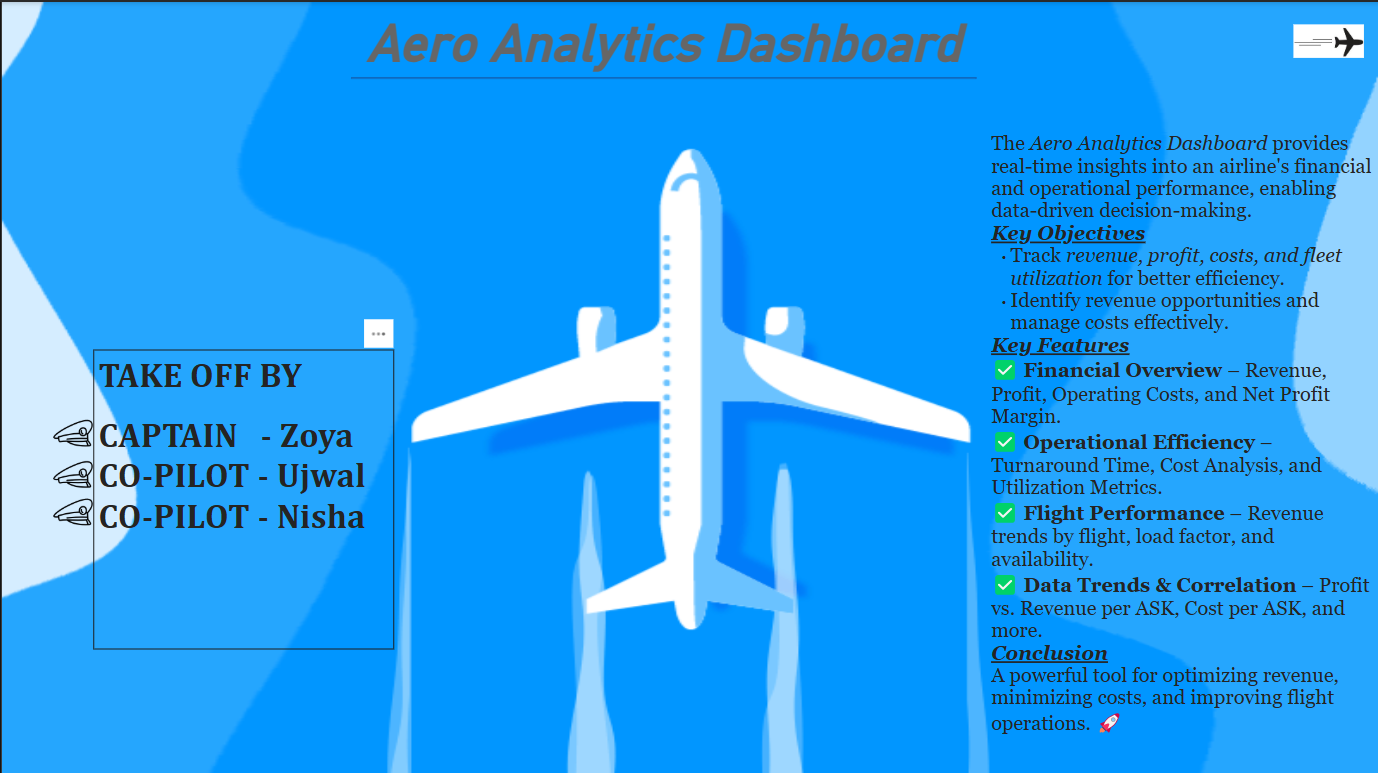 Aero Analytics Dashboard
TAKE OFF BY
CAPTAIN - Zoya
CO-PILOT - Ujwal
CO-PILOT - Nisha
The Aero Analytics Dashboard provides
real-time insights into an airline's financial
and operational performance, enabling
data-driven decision-making.
Key Objectives
· Track revenue, profit, costs, and fleet
utilization for better efficiency.
· Identify revenue opportunities and
manage costs effectively.
Key Features
✅ Financial Overview – Revenue,
Profit, Operating Costs, and Net Profit
Margin.
✅ Operational Efficiency –
Turnaround Time, Cost Analysis, and
Utilization Metrics.
✅ Flight Performance – Revenue
trends by flight, load factor, and
availability.
✅ Data Trends & Correlation – Profit
vs. Revenue per ASK, Cost per ASK, and
more.
Conclusion
A powerful tool for optimizing revenue,
minimizing costs, and improving flight
operations. 🚀